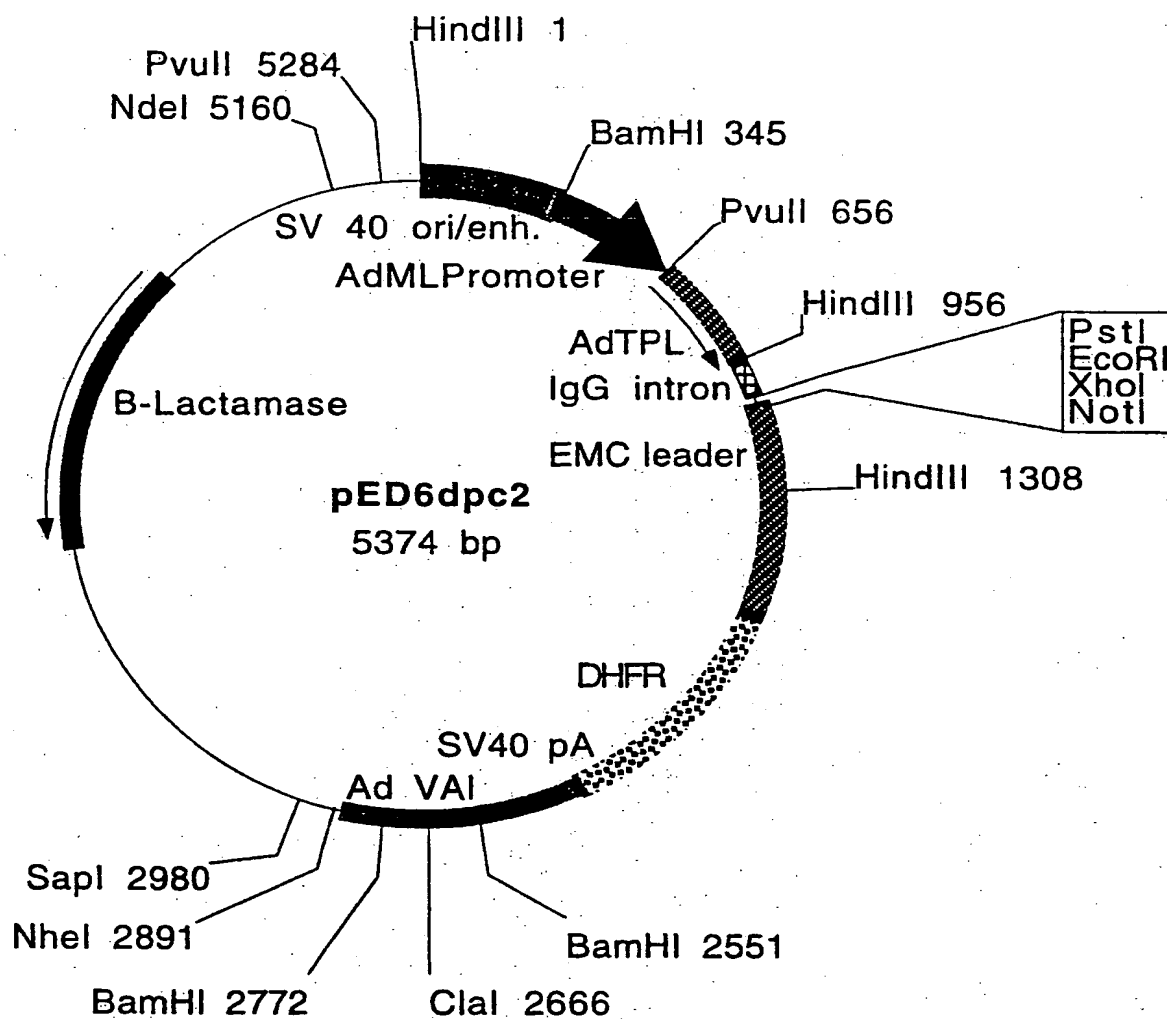 HindIII 1
PvuII 5284
NdeI 5160
BamHI 345
PvuII 656
SV 40 ori/enh.
AdMLPromoter
HindIII 956
AdTPL
IgG intron
PstI
EcoRI
XhoI
NotI
B-Lactamase
EMC leader
HindIII 1308
pED6dpc2
5374 bp
DHFR
SV40 pA
Ad VAI
SapI 2980
NheI 2891
BamHI 2551
BamHI 2772
ClaI 2666